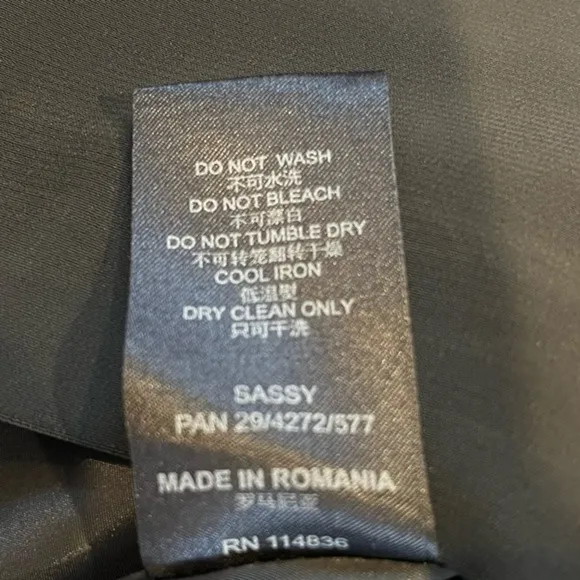 DO NOT WASH
不可水洗
DO NOT BLEACH
不可漂白
DO NOT TUMBLE DRY
不可转笼翻转干燥
COOL IRON
低温熨
DRY CLEAN ONLY
只可干洗
SASSY
PAN 29/4272/577
MADE IN ROMANIA
罗马尼亚
RN 114836